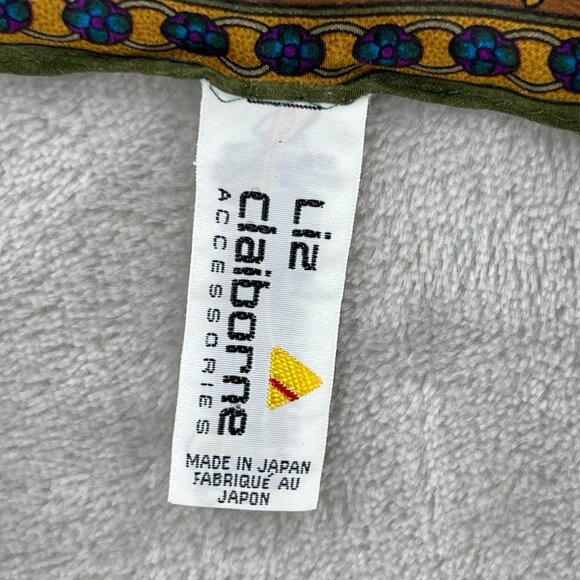 Liz
claiborne
ACCESSORIES
MADE IN JAPAN
FABRIQUÉ AU
JAPON